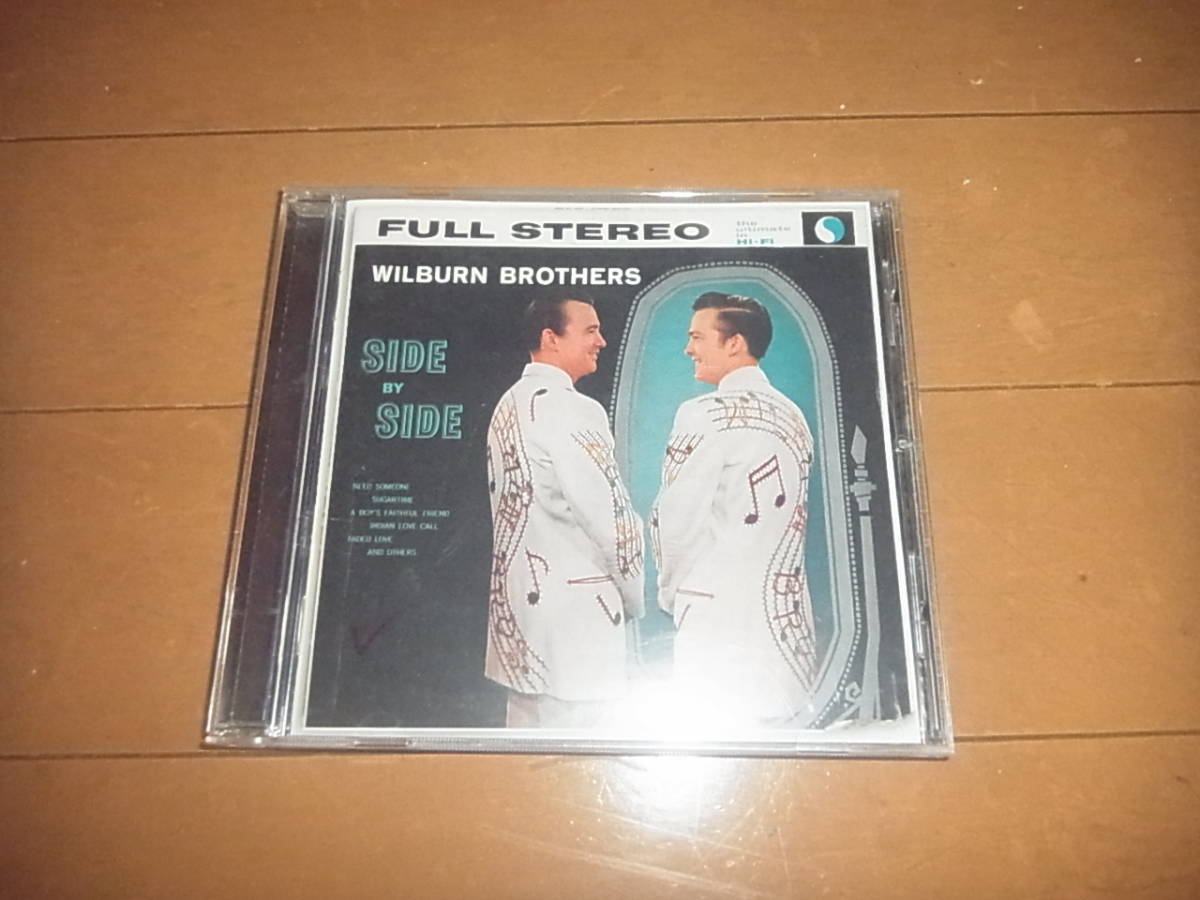 FULL STEREO
the
ultimate
in
HI-FI
WILBURN BROTHERS
SIDE
BY
SIDE
NEED SOMEONE
SUGARTIME
A BOY'S FAITHFUL FRIEND
INDIAN LOVE CALL
FADED LOVE
AND OTHERS